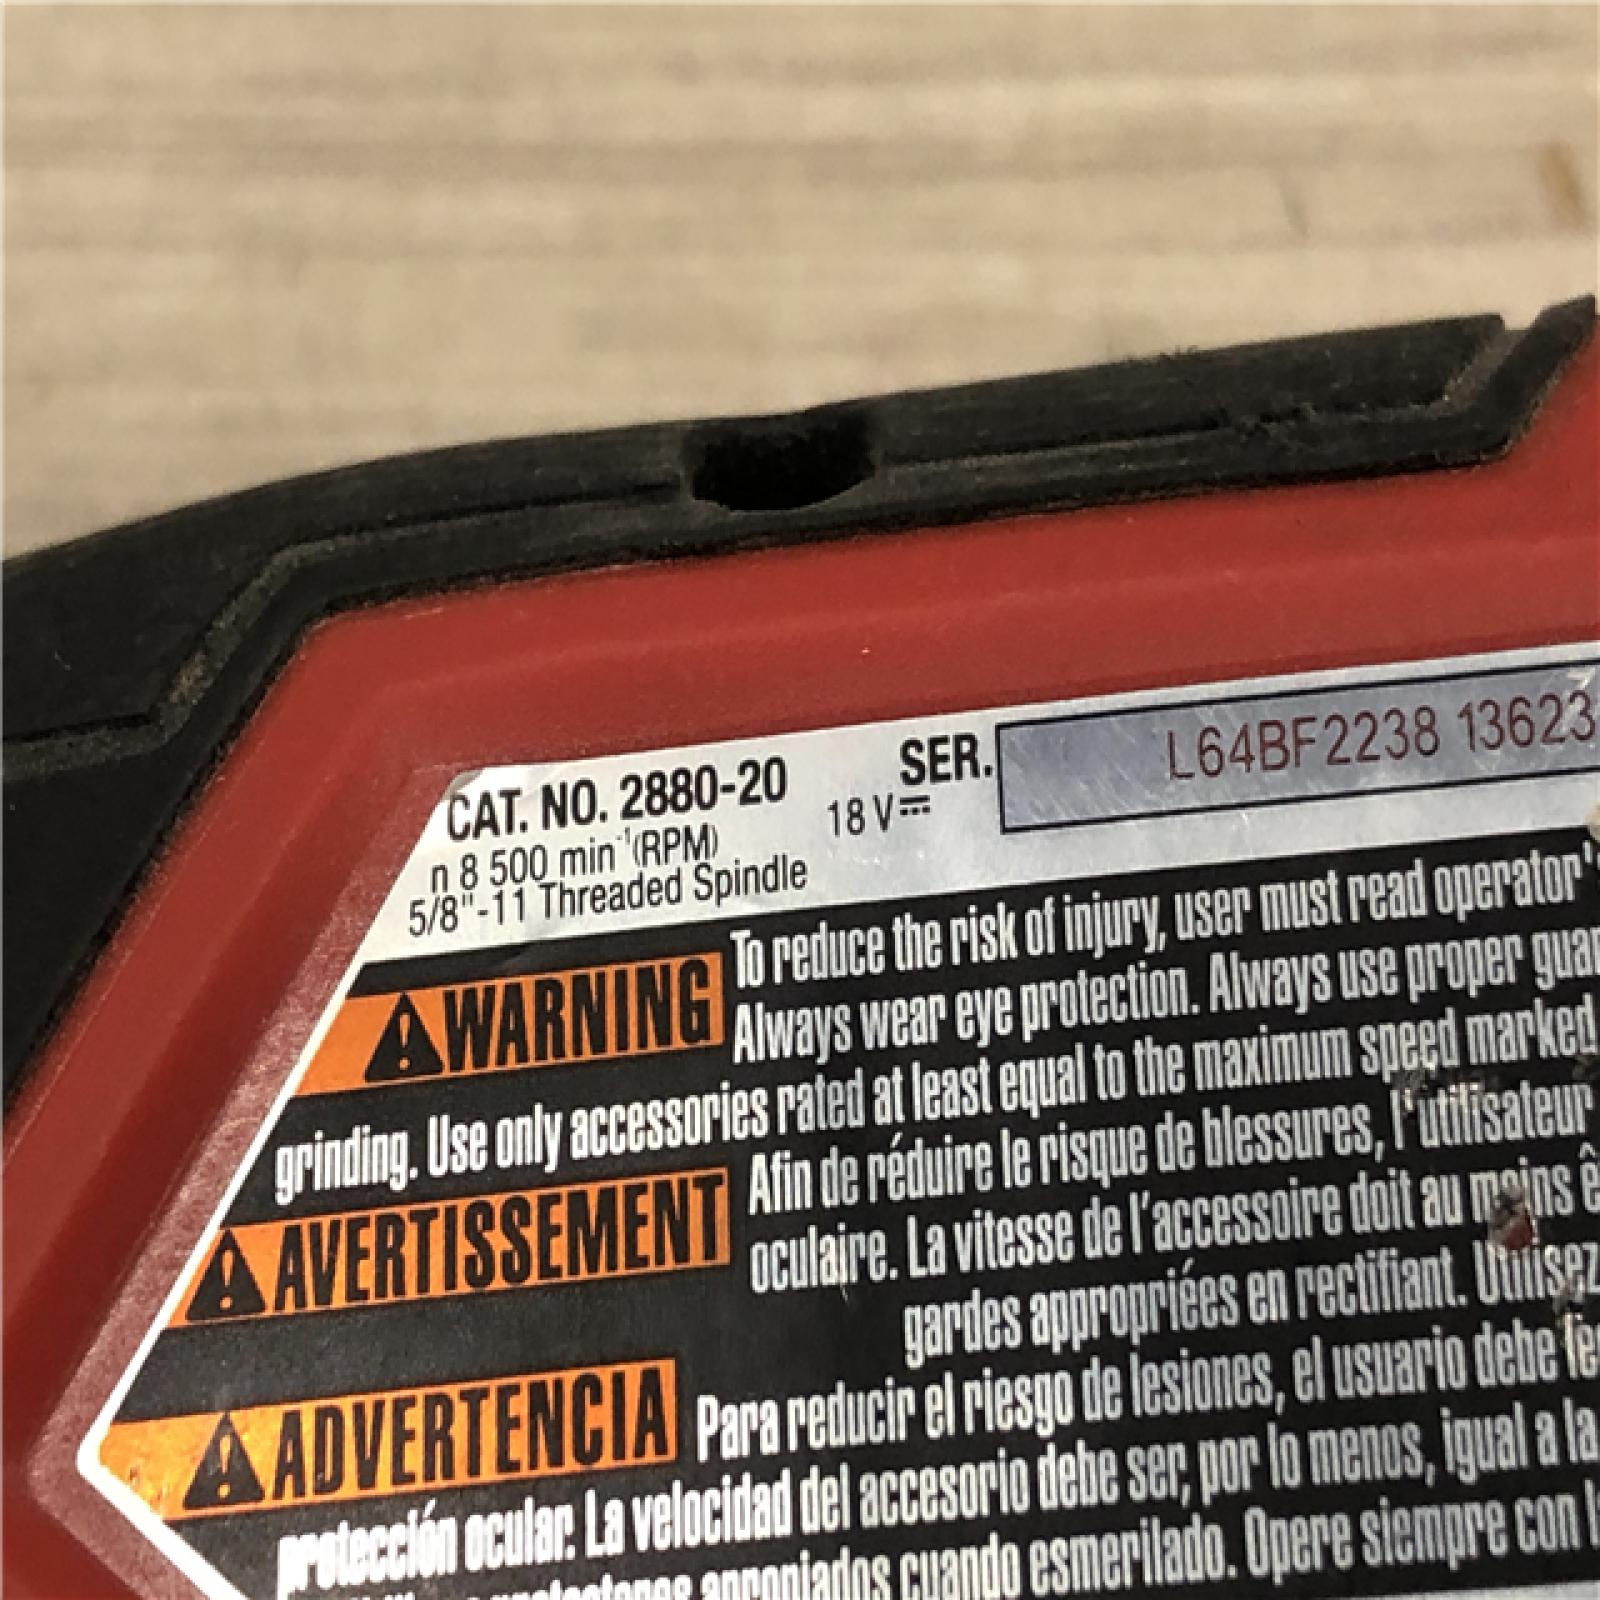 CAT. NO. 2880-20 SER. L64BF2238 13623
n 8 500 min⁻¹ (RPM) 18 V⎓
5/8"-11 Threaded Spindle
WARNING To reduce the risk of injury, user must read operator'
Always wear eye protection. Always use proper guar
grinding. Use only accessories rated at least equal to the maximum speed marked
AVERTISSEMENT Afin de réduire le risque de blessures, l'utilisateur
oculaire. La vitesse de l'accessoire doit au moins ê
gardes appropriées en rectifiant. Utilisez
ADVERTENCIA Para reducir el riesgo de lesiones, el usuario debe lee
protección ocular. La velocidad del accesorio debe ser, por lo menos, igual a la
apropiados cuando esmerilado. Opere siempre con l